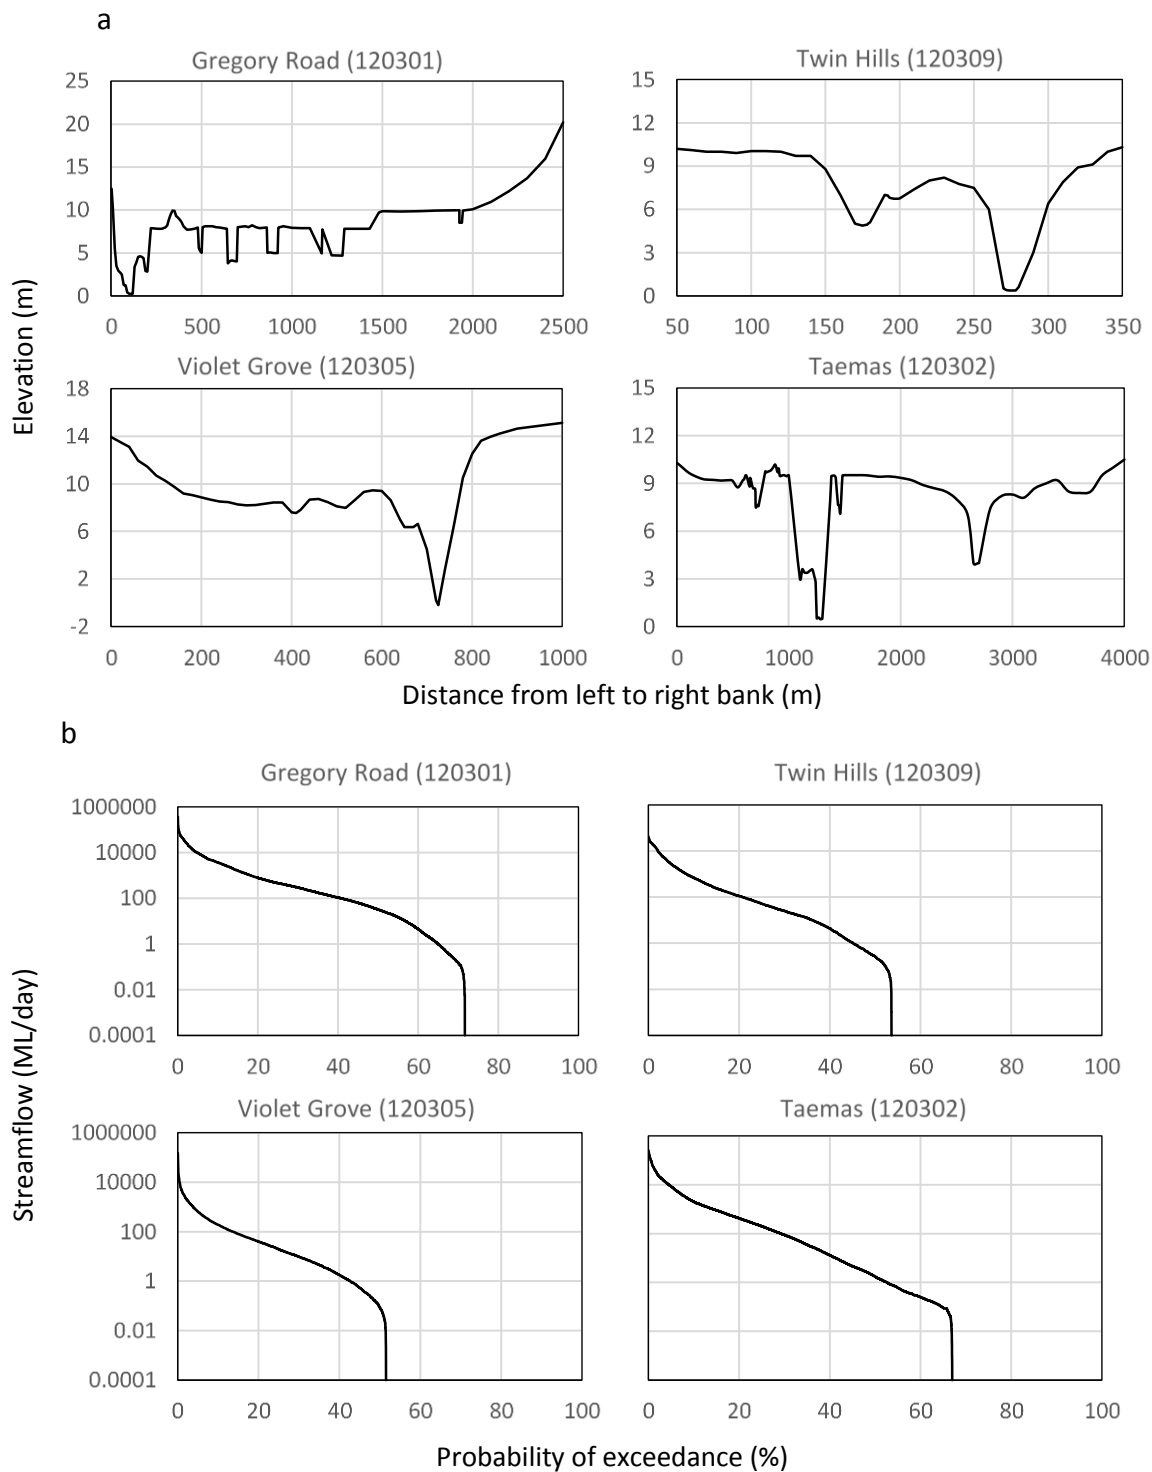 a
Gregory Road (120301) Twin Hills (120309)
25 15
20 12
15 9
10 6
5 3
0 0
0 500 1000 1500 2000 2500 50 100 150 200 250 300 350
Violet Grove (120305) Taemas (120302)
18 15
14 12
10 9
6 6
2 3
-2 0
0 200 400 600 800 1000 0 1000 2000 3000 4000
Elevation (m)
Distance from left to right bank (m)
b
Gregory Road (120301) Twin Hills (120309)
1000000
10000
100
1
0.01
0.0001
0 20 40 60 80 100 0 20 40 60 80 100
Violet Grove (120305) Taemas (120302)
1000000
10000
100
1
0.01
0.0001
0 20 40 60 80 100 0 20 40 60 80 100
Streamflow (ML/day)
Probability of exceedance (%)